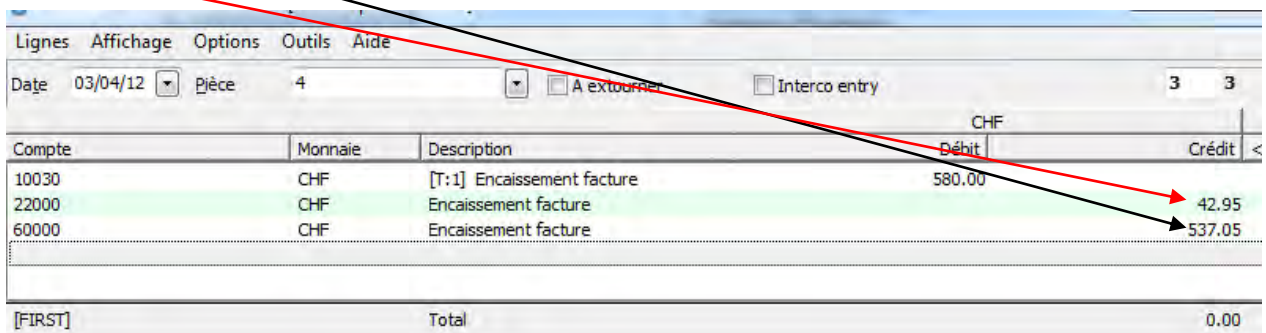 Lignes Affichage Options Outils Aide
Date 03/04/12 Pièce 4 A extourner Interco entry 3 3
CHF
Compte Monnaie Description Débit Crédit <
10030 CHF [T:1] Encaissement facture 580.00
22000 CHF Encaissement facture 42.95
60000 CHF Encaissement facture 537.05
[FIRST] Total 0.00